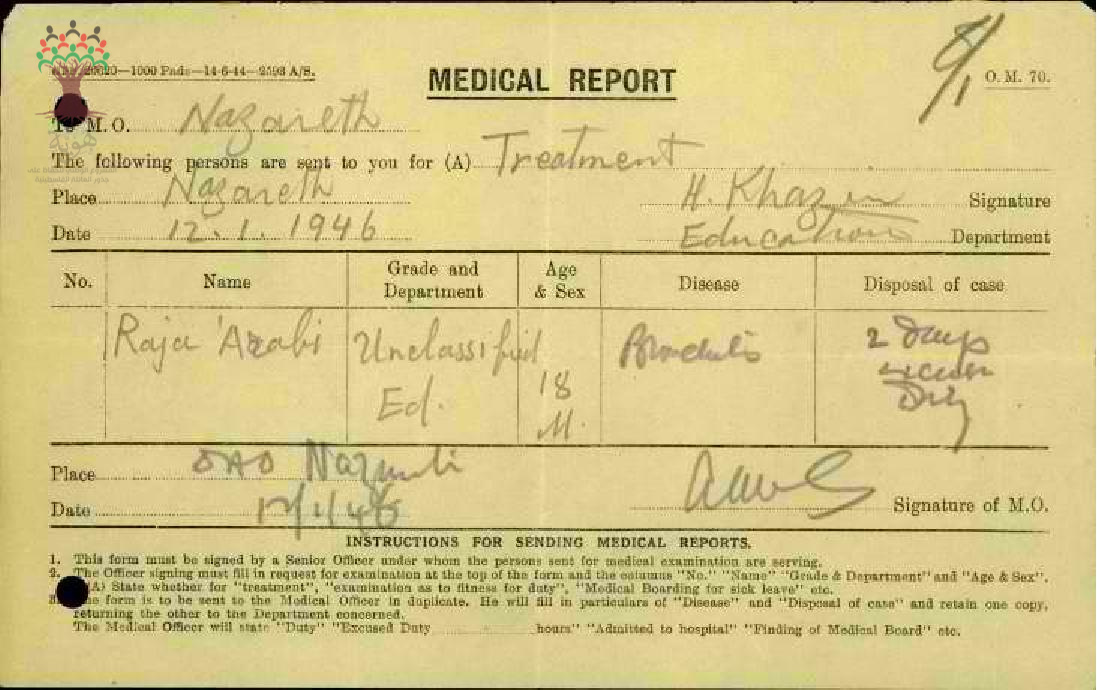 20620—1000 Pads—14-6-44—2593 A/S.
MEDICAL REPORT
8/1
O. M. 70.
To M. O. Nazareth
The following persons are sent to you for (A) Treatment
Place Nazareth
H. Khazin Signature
Date 12.1.1946
Education Department
No. Name Grade and Department Age & Sex Disease Disposal of case
Raja 'Azabi Unclassified Ed. 18 M. 2 Days
Place Nazareth
Date 12/1/46
Signature of M.O.
INSTRUCTIONS FOR SENDING MEDICAL REPORTS.
1. This form must be signed by a Senior Officer under whom the persons sent for medical examination are serving.
2. The Officer signing must fill in request for examination at the top of the form and the columns "No." "Name" "Grade & Department" and "Age & Sex".
(A) State whether for "treatment", "examination as to fitness for duty", "Medical Boarding for sick leave" etc.
form is to be sent to the Medical Officer in duplicate. He will fill in particulars of "Disease" and "Disposal of case" and retain one copy,
returning the other to the Department concerned.
The Medical Officer will state "Duty" "Excused Duty hours" "Admitted to hospital" "Finding of Medical Board" etc.